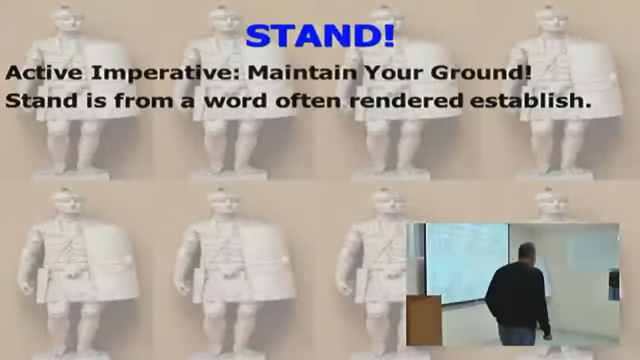 STAND!
Active Imperative: Maintain Your Ground!
Stand is from a word often rendered establish.